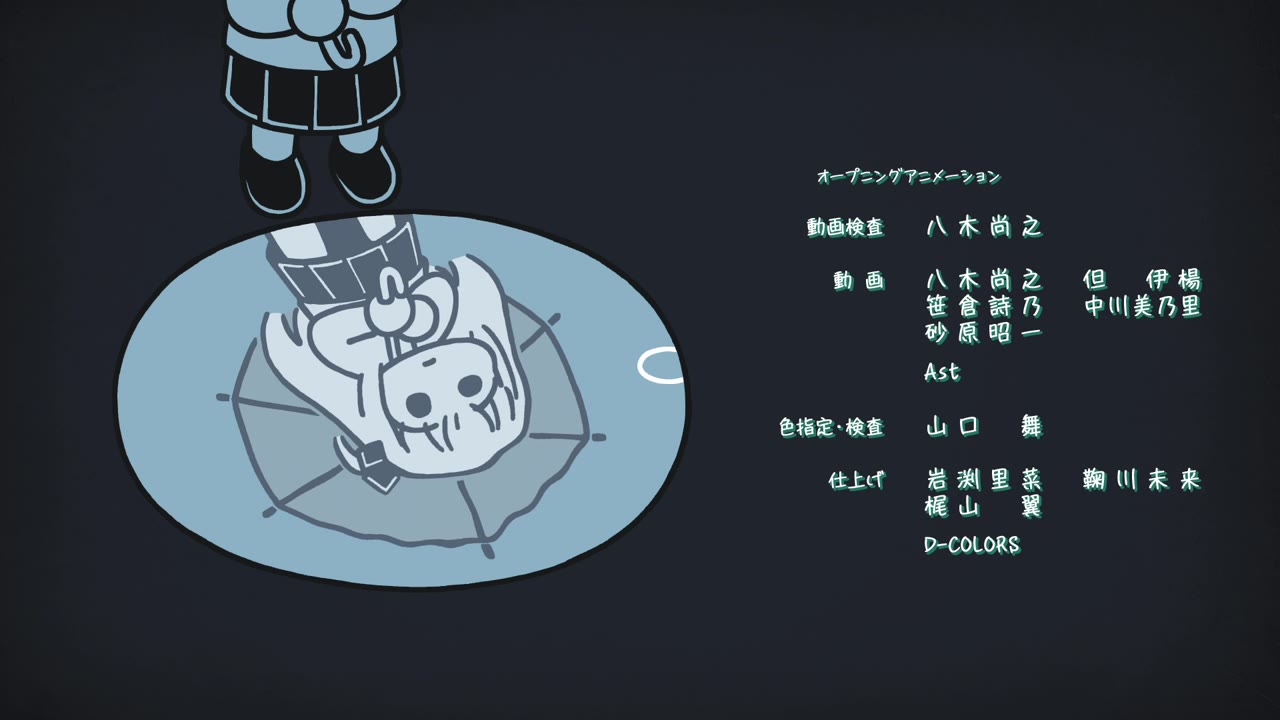 オープニングアニメーション
動画検査 八木尚之
動画 八木尚之 但 伊楊
笹倉詩乃 中川美乃里
砂原昭一
Ast
色指定・検査 山口 舞
仕上げ 岩渕里菜 鞠川未来
梶山 翼
D-COLORS